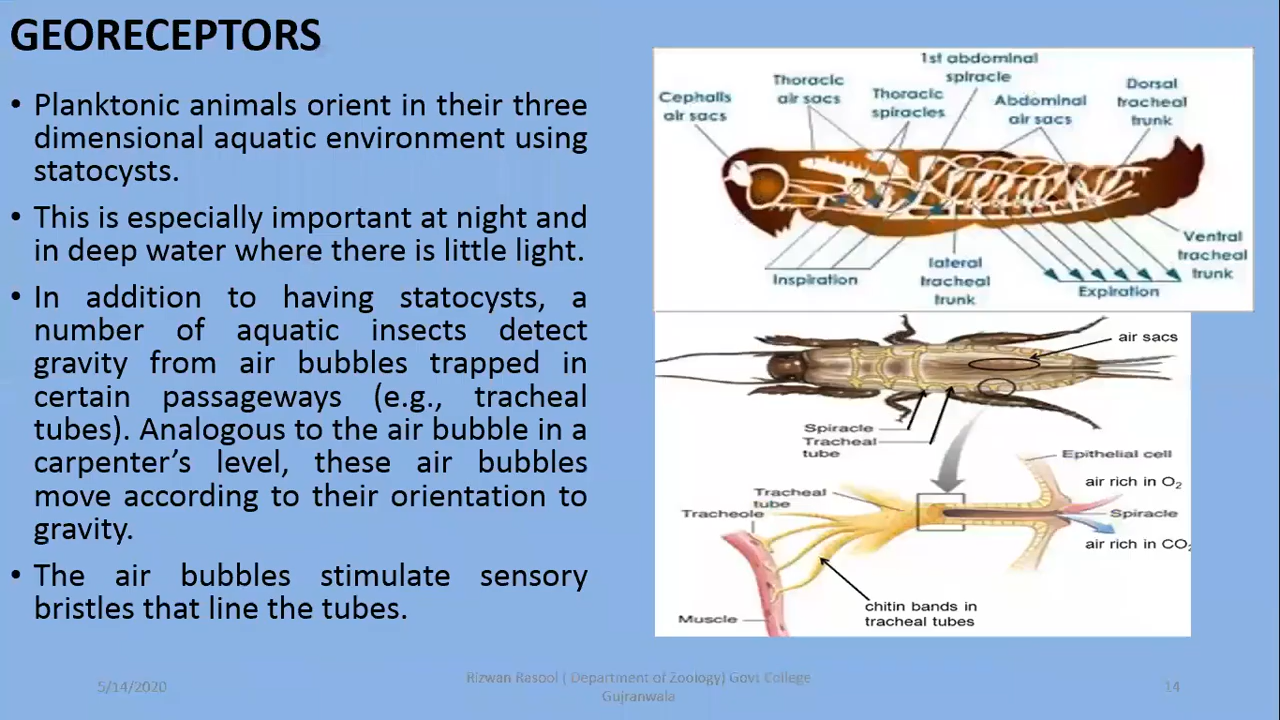 GEORECEPTORS
• Planktonic animals orient in their three
dimensional aquatic environment using
statocysts.
• This is especially important at night and
in deep water where there is little light.
• In addition to having statocysts, a
number of aquatic insects detect
gravity from air bubbles trapped in
certain passageways (e.g., tracheal
tubes). Analogous to the air bubble in a
carpenter's level, these air bubbles
move according to their orientation to
gravity.
• The air bubbles stimulate sensory
bristles that line the tubes.
Cephalls
air sacs
Thoracic
air sacs
Thoracic
spiracles
1st abdominal
spiracle
Abdominal
air sacs
Dorsal
tracheal
trunk
Inspiration
lateral
tracheal
trunk
Expiration
Ventral
tracheal
trunk
air sacs
Spiracle
Tracheal
tube
Epithelial cell
air rich in O₂
Spiracle
air rich in CO₂
Tracheal
tube
Tracheole
chitin bands in
tracheal tubes
Muscle
5/14/2020
Rizwan Rasool ( Department of Zoology) Govt College
Gujranwala
14